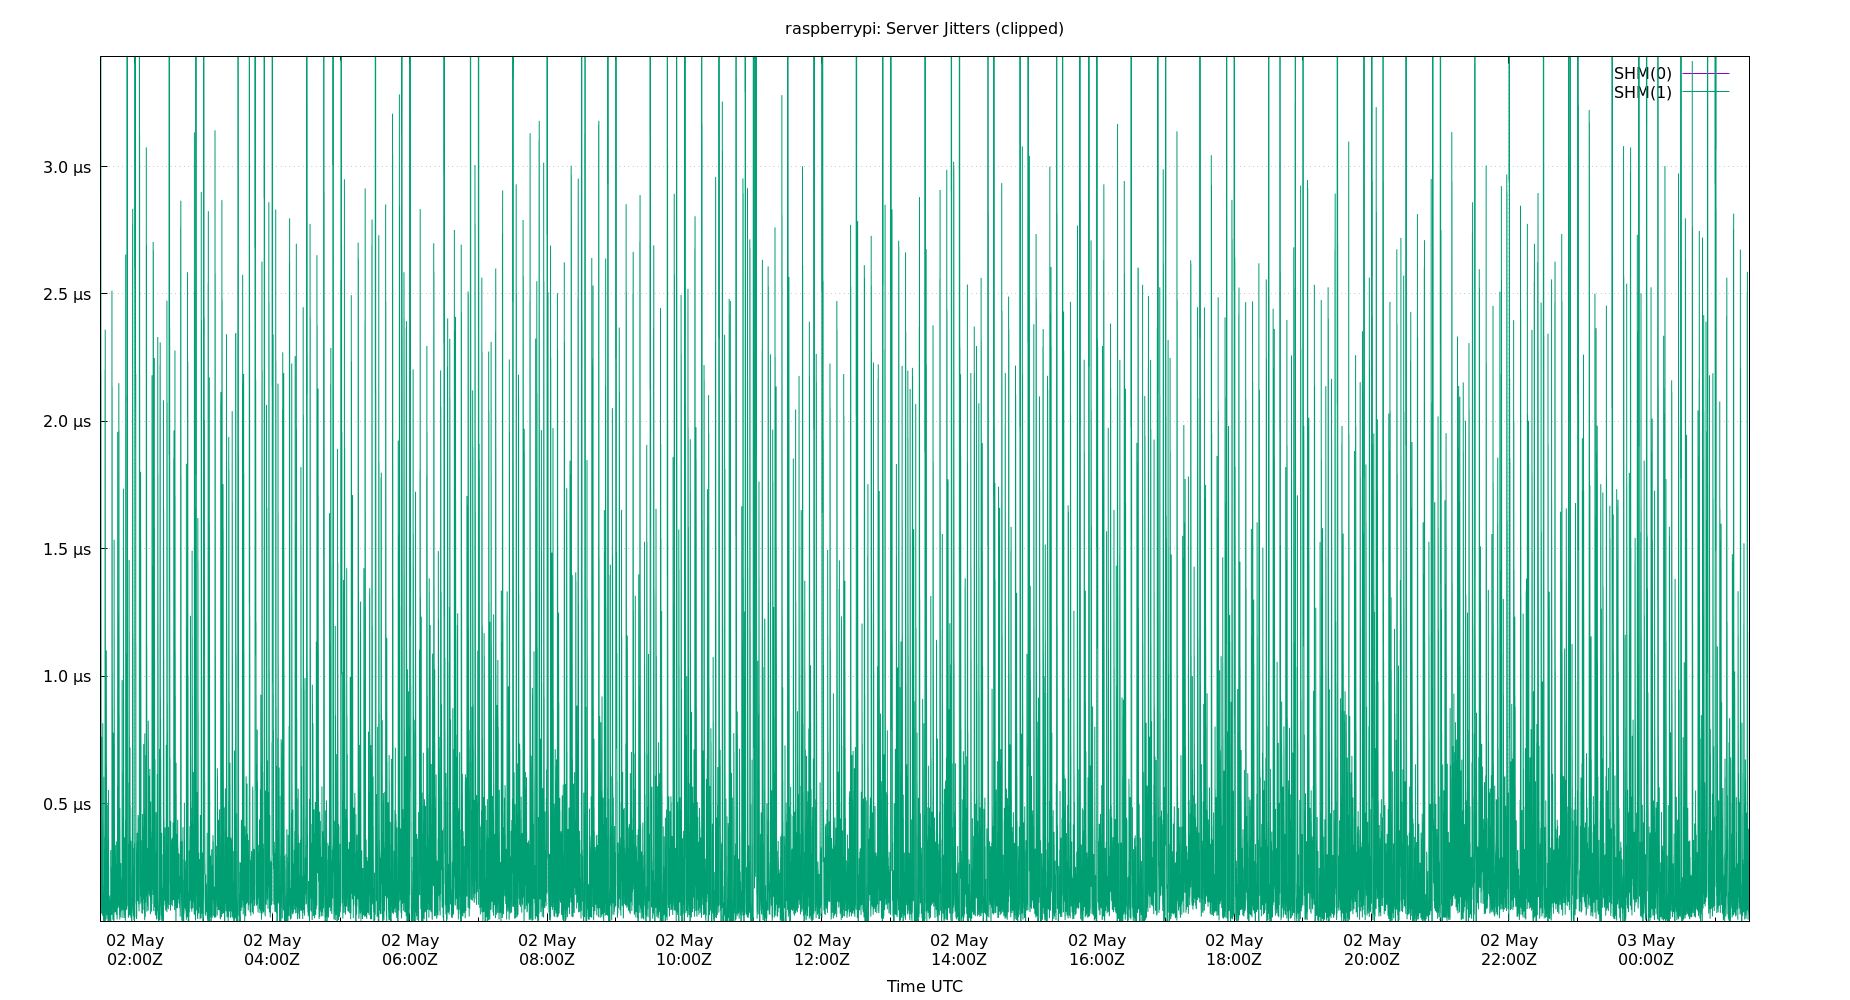 raspberrypi: Server Jitters (clipped)
SHM(0)
SHM(1)
3.0 µs
2.5 µs
2.0 µs
1.5 µs
1.0 µs
0.5 µs
02 May 02 May 02 May 02 May 02 May 02 May 02 May 02 May 02 May 02 May 02 May 03 May
02:00Z 04:00Z 06:00Z 08:00Z 10:00Z 12:00Z 14:00Z 16:00Z 18:00Z 20:00Z 22:00Z 00:00Z
Time UTC